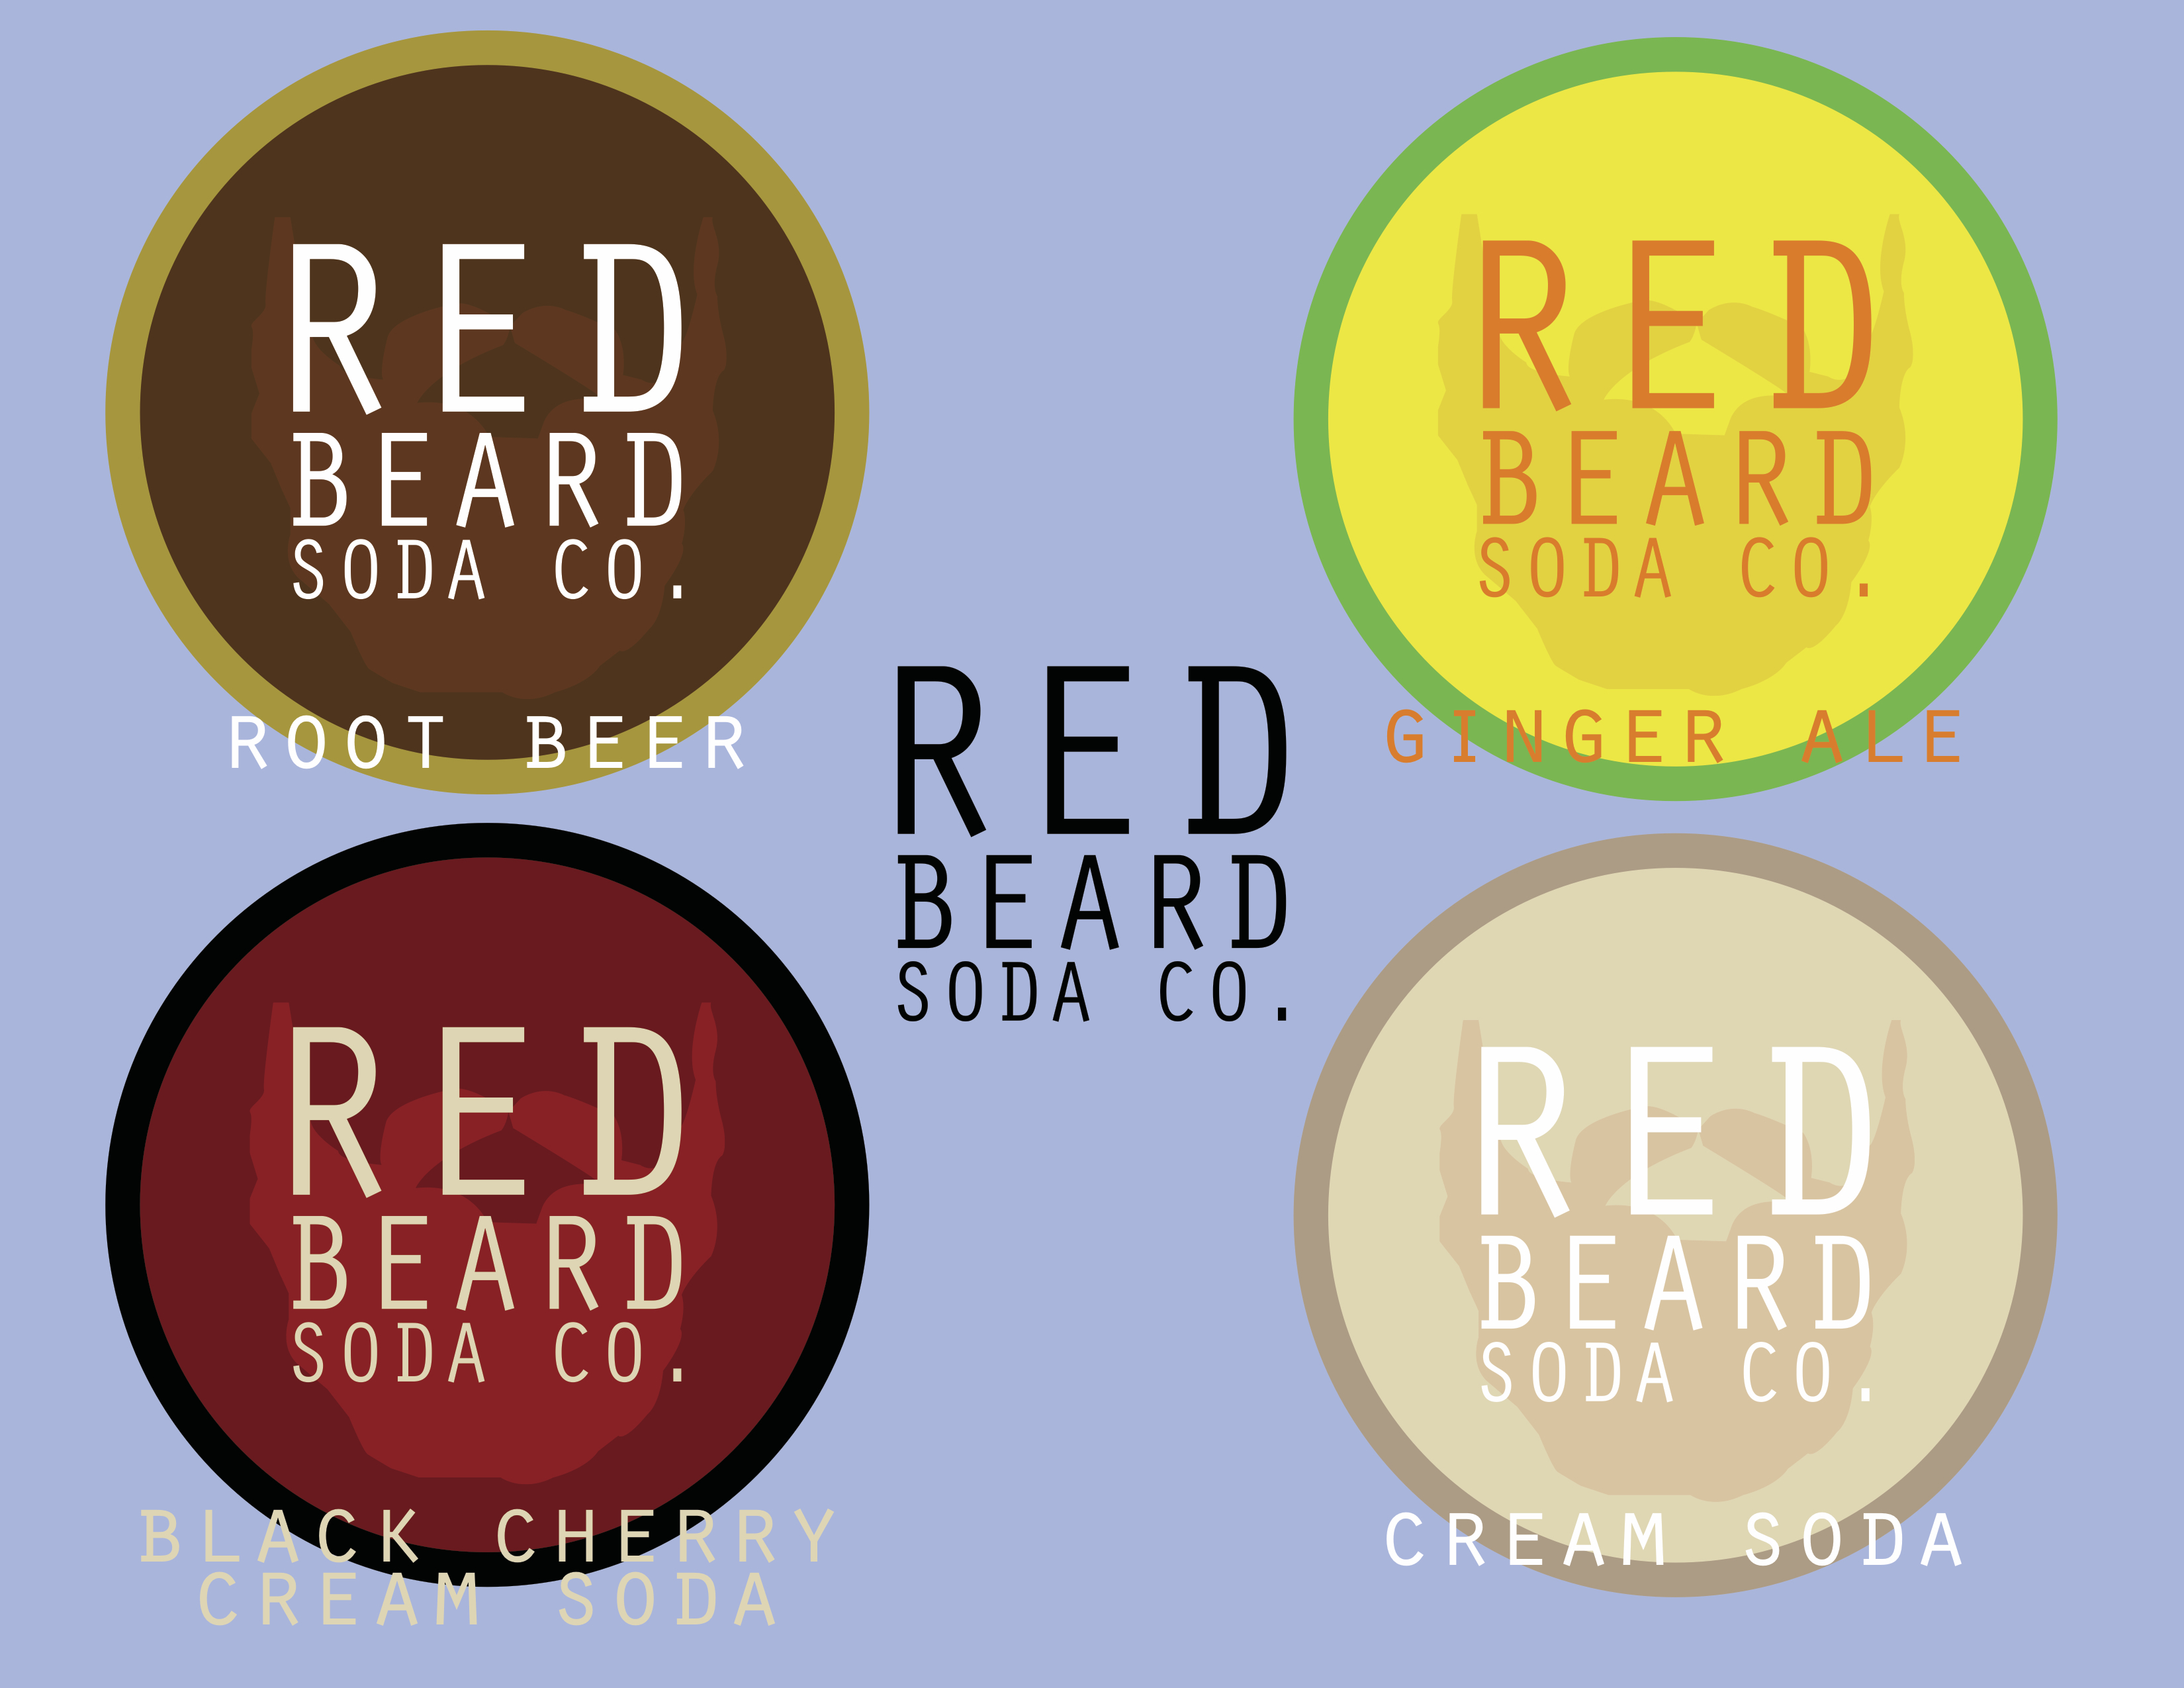 RED
BEARD
SODA CO.
ROOT BEER
RED
BEARD
SODA CO.
GINGER ALE
RED
BEARD
SODA CO.
RED
BEARD
SODA CO.
BLACK CHERRY
CREAM SODA
RED
BEARD
SODA CO.
CREAM SODA